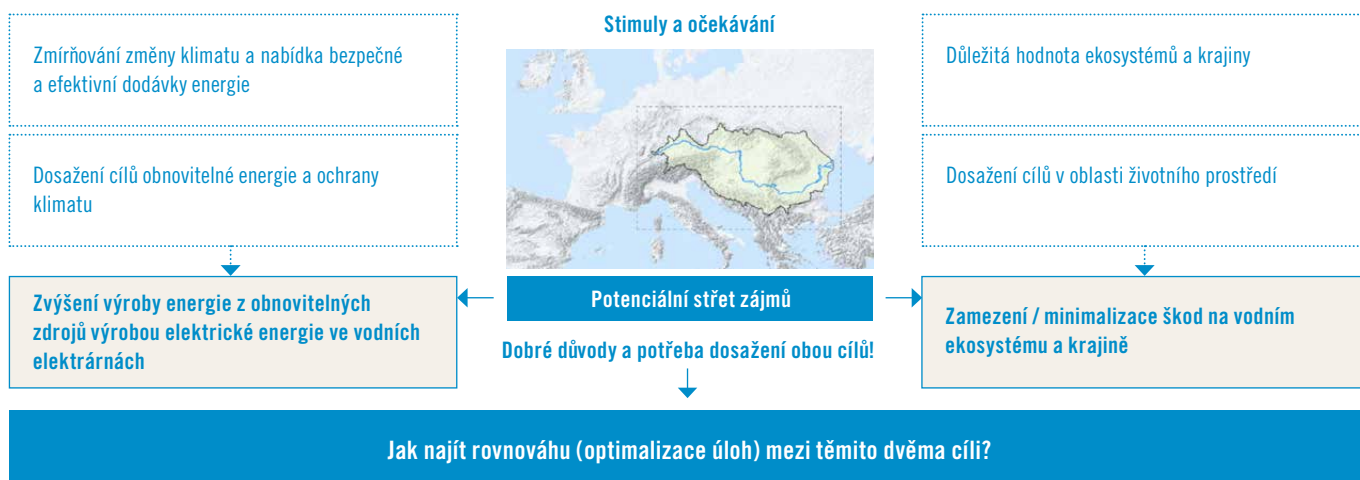 Stimuly a očekávání
Zmírňování změny klimatu a nabídka bezpečné
a efektivní dodávky energie
Dosažení cílů obnovitelné energie a ochrany
klimatu
Zvýšení výroby energie z obnovitelných
zdrojů výrobou elektrické energie ve vodních
elektrárnách
Potenciální střet zájmů
Dobré důvody a potřeba dosažení obou cílů!
Důležitá hodnota ekosystémů a krajiny
Dosažení cílů v oblasti životního prostředí
Zamezení / minimalizace škod na vodním
ekosystému a krajině
Jak najít rovnováhu (optimalizace úloh) mezi těmito dvěma cíli?